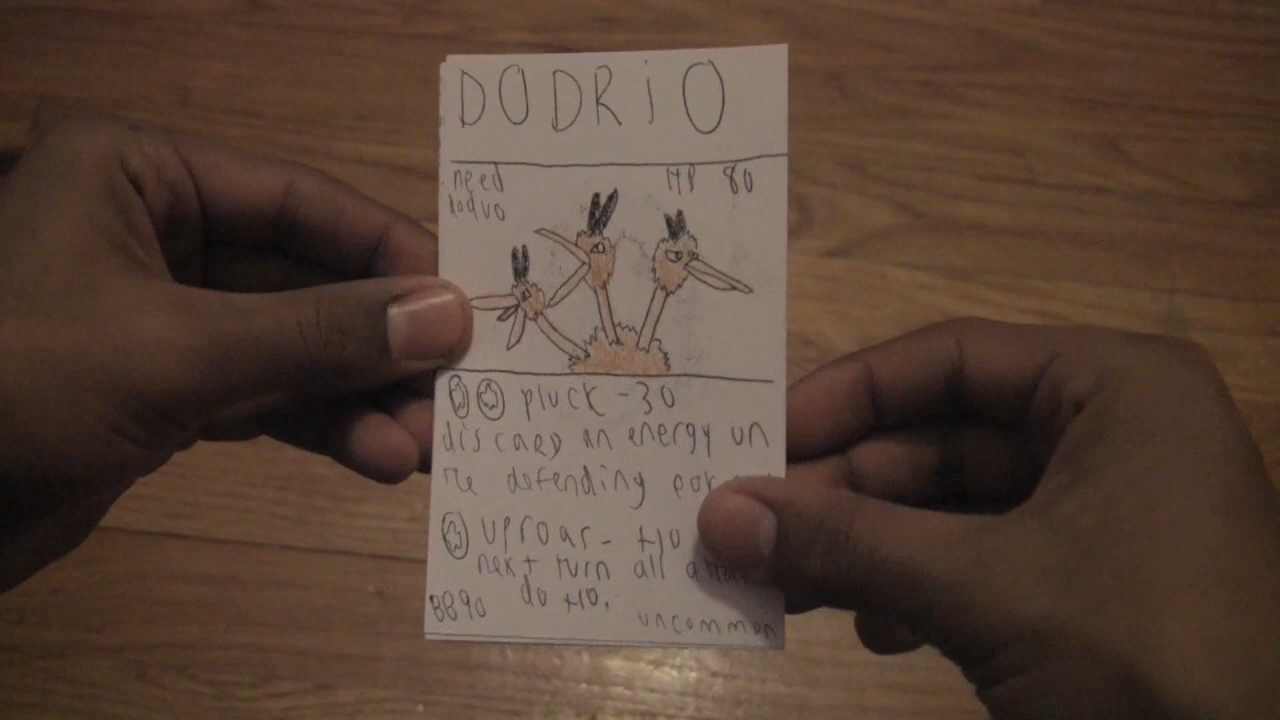 DODRiO
need HP 80
doduo
pluck -30
discard an energy on
the defending
uproar- +10
next turn all
do +10.
BB90 uncommon